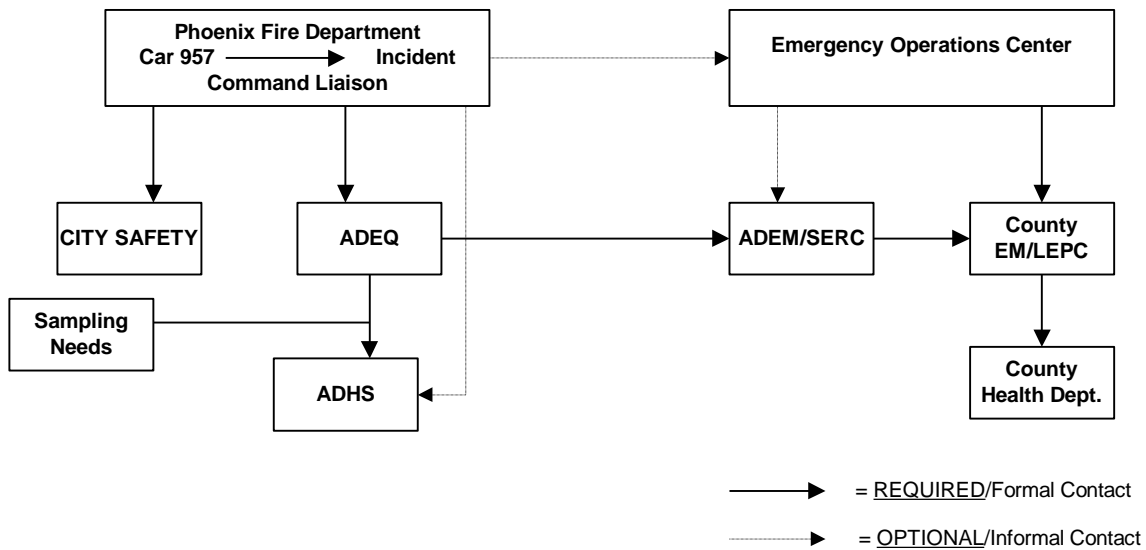 Phoenix Fire Department
Car 957 Incident
Command Liaison
Emergency Operations Center
CITY SAFETY
ADEQ
ADEM/SERC
County
EM/LEPC
Sampling
Needs
ADHS
County
Health Dept.
= REQUIRED/Formal Contact
= OPTIONAL/Informal Contact